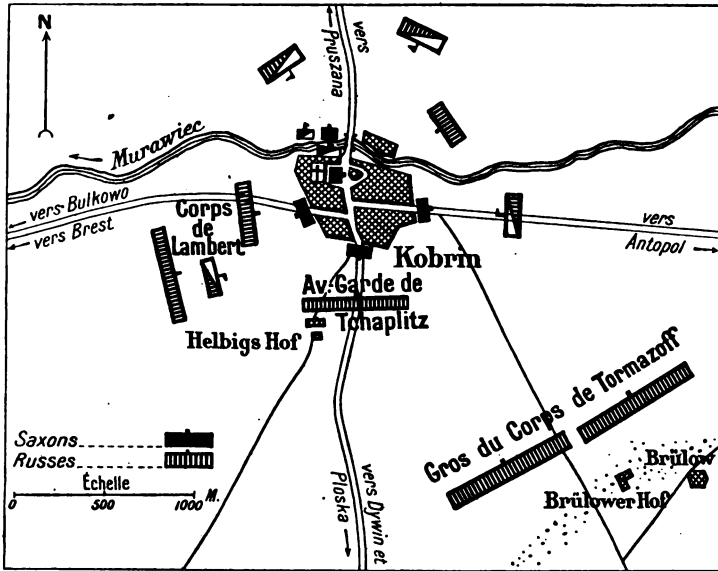 N
vers
Pruszana
Murawiec
vers Bulkowo
vers Brest
Corps
de
Lambert
vers
Antopol
Kobrin
Av.-Garde de
Tchaplitz
Helbigs Hof
Gros du Corps de Tormazoff
Brülow
Brülower Hof
vers Dywin et
Ploska
Saxons
Russes
Échelle
0 500 1000 M.